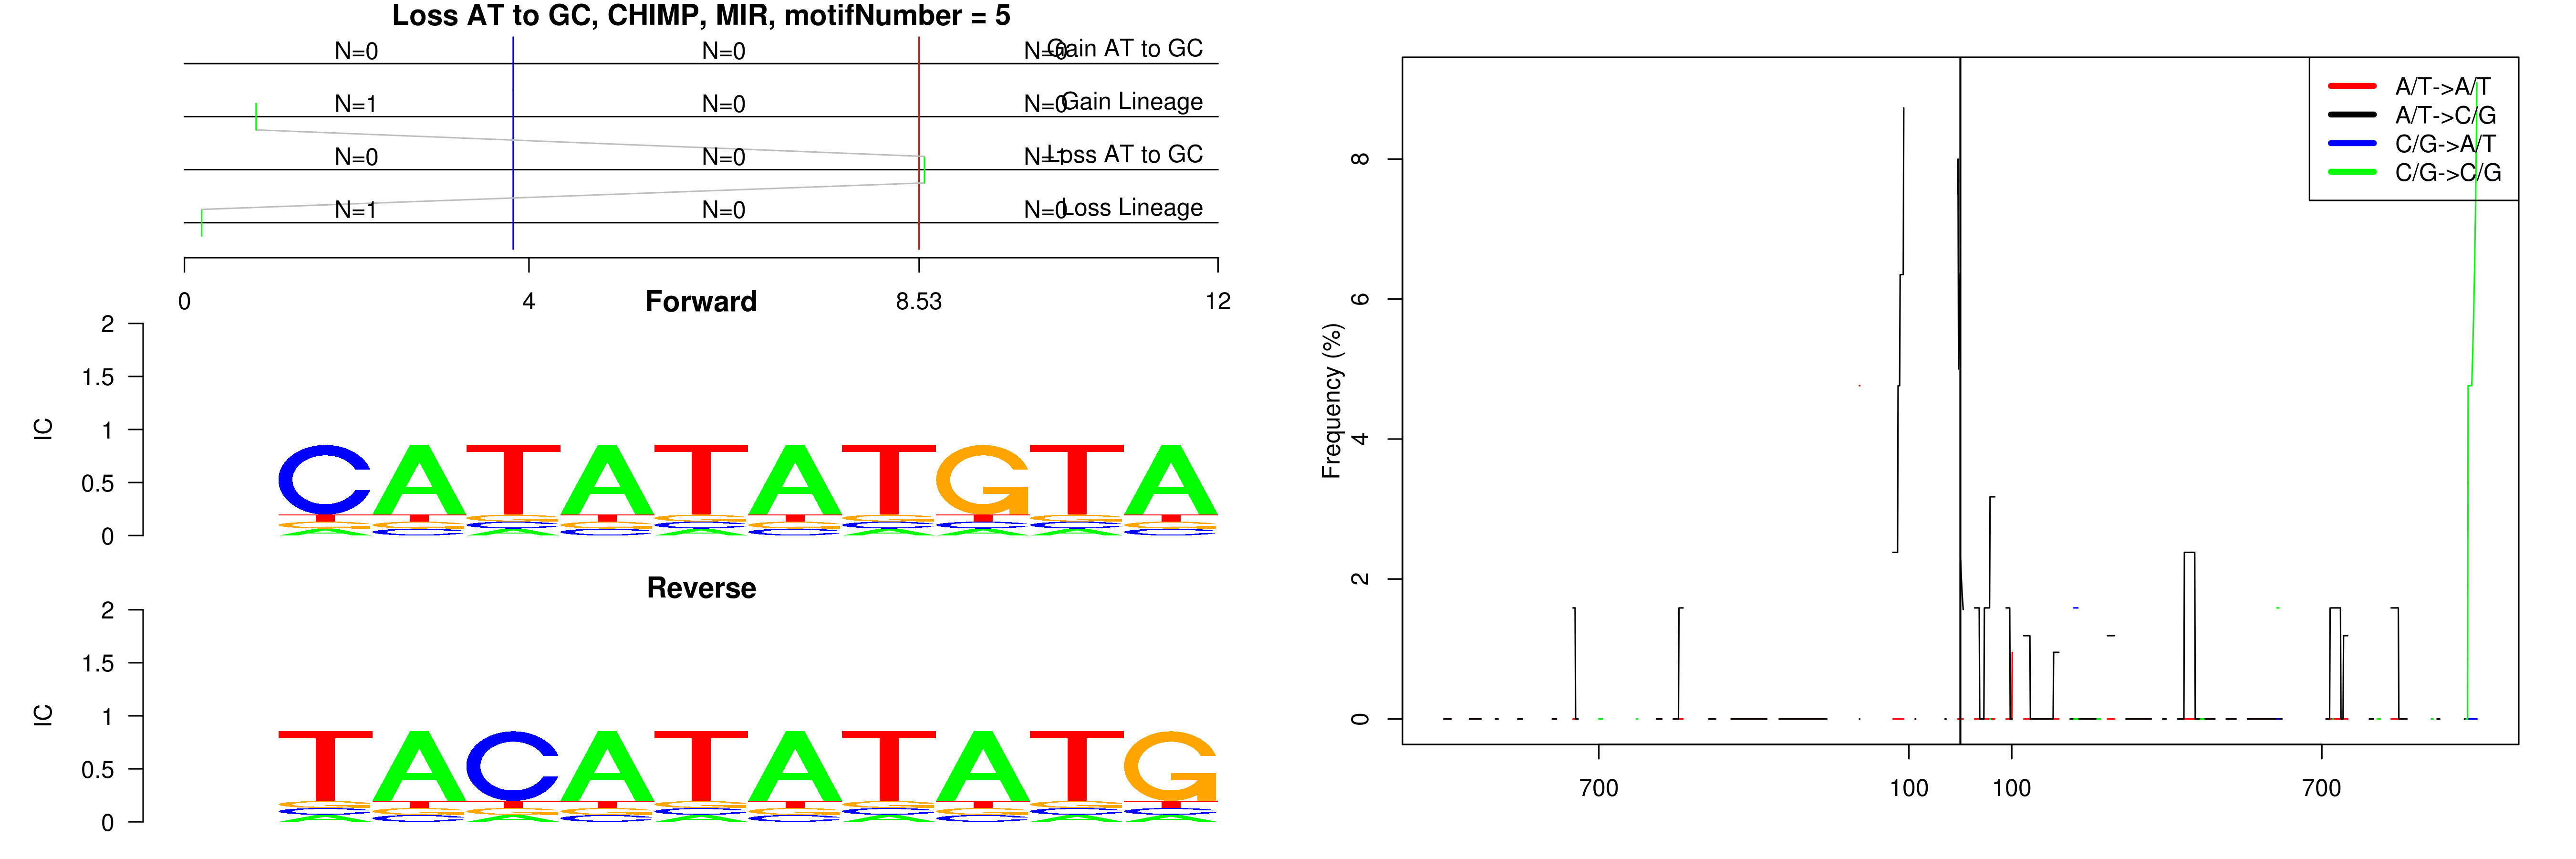 Loss AT to GC, CHIMP, MIR, motifNumber = 5
N=0 N=0 N=0 Gain AT to GC
N=1 N=0 N=0 Gain Lineage
N=0 N=0 N=1 Loss AT to GC
N=1 N=0 N=0 Loss Lineage
0 4 8.53 12
Forward
2
1.5
1
0.5
0
IC
CATATATGTA
Reverse
2
1.5
1
0.5
0
IC
TACATATATG
A/T->A/T
A/T->C/G
C/G->A/T
C/G->C/G
Frequency (%)
8
6
4
2
0
700 100 100 700